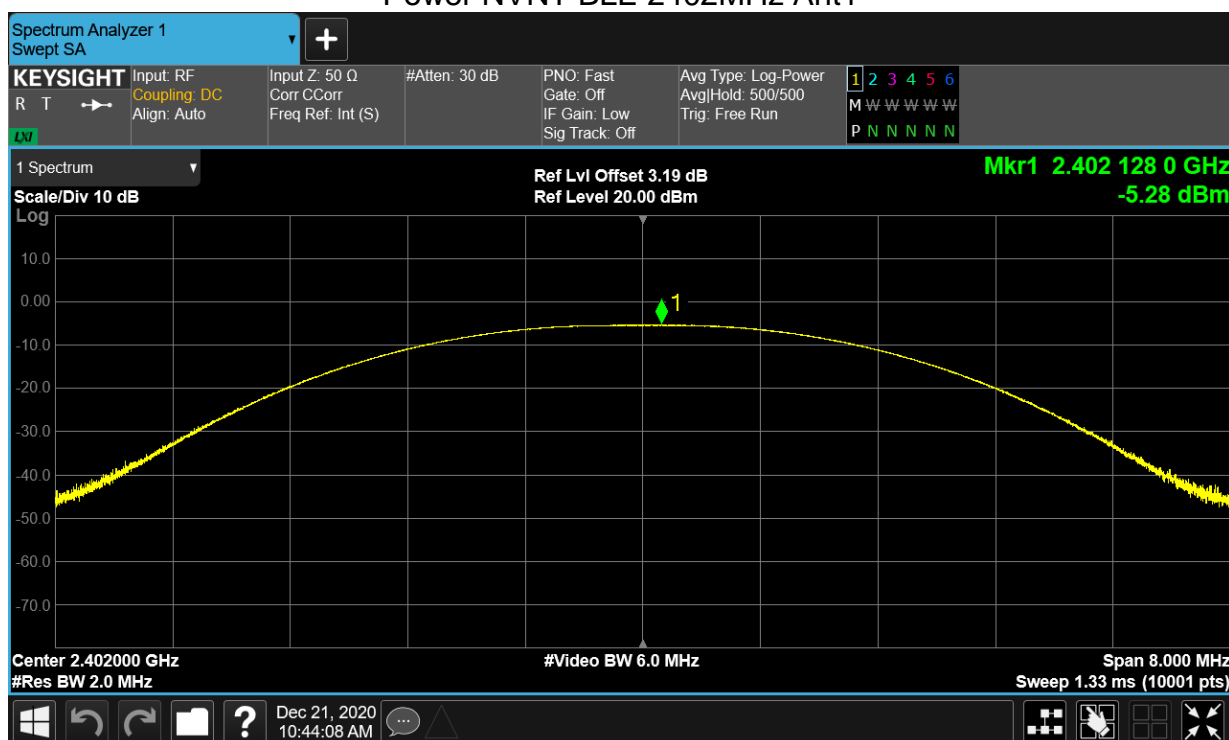 Power NVNT BLE 2402MHz Ant1
Spectrum Analyzer 1
Swept SA
KEYSIGHT
R T
LXI
Input: RF
Coupling: DC
Align: Auto
Input Z: 50 Ω
Corr CCorr
Freq Ref: Int (S)
#Atten: 30 dB
PNO: Fast
Gate: Off
IF Gain: Low
Sig Track: Off
Avg Type: Log-Power
Avg|Hold: 500/500
Trig: Free Run
1 2 3 4 5 6
M W W W W W
P N N N N N
1 Spectrum
Scale/Div 10 dB
Ref Lvl Offset 3.19 dB
Ref Level 20.00 dBm
Mkr1 2.402 128 0 GHz
-5.28 dBm
Log
10.0
0.00
1
-10.0
-20.0
-30.0
-40.0
-50.0
-60.0
-70.0
Center 2.402000 GHz
#Video BW 6.0 MHz
Span 8.000 MHz
#Res BW 2.0 MHz
Sweep 1.33 ms (10001 pts)
?
Dec 21, 2020
10:44:08 AM